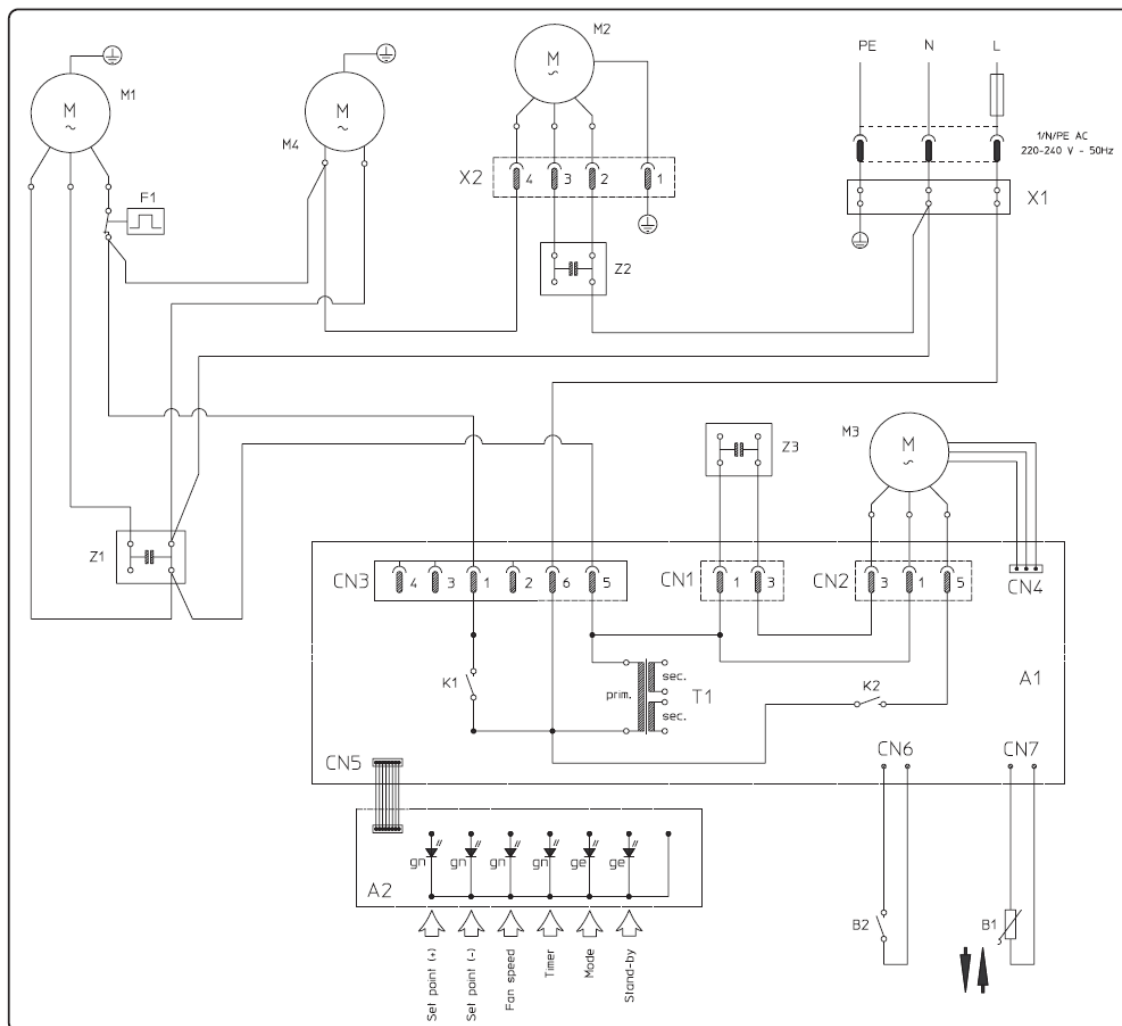 M2
PE N L
M
~
M1
M
~
M4
M
~
1/N/PE AC
220-240 V - 50Hz
X2
4 3 2 1
X1
F1
Z2
Z3
M3
M
~
Z1
CN3
4 3 1 2 6 5
CN1
1 3
CN2
3 1 5
CN4
K1
prim.
sec.
sec.
T1
K2
A1
CN5
CN6
CN7
gn gn gn gn ge ge
A2
B2
B1
Set point (+)
Set point (-)
Fan speed
Timer
Mode
Stand-by